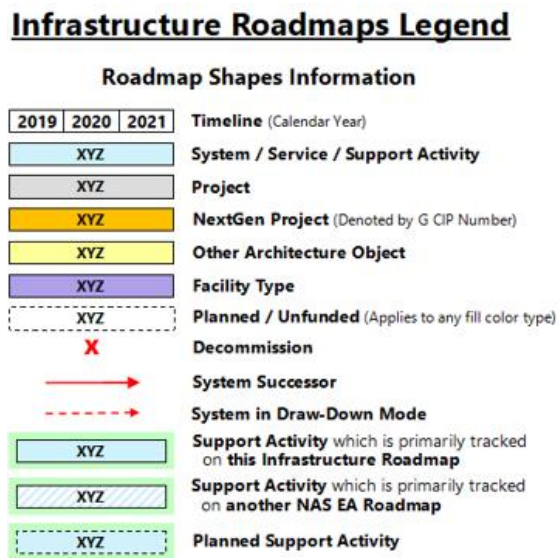 Infrastructure Roadmaps Legend
Roadmap Shapes Information
2019 2020 2021 Timeline (Calendar Year)
XYZ System / Service / Support Activity
XYZ Project
XYZ NextGen Project (Denoted by G CIP Number)
XYZ Other Architecture Object
XYZ Facility Type
XYZ Planned / Unfunded (Applies to any fill color type)
X Decommission
System Successor
System in Draw-Down Mode
XYZ Support Activity which is primarily tracked
on this Infrastructure Roadmap
XYZ Support Activity which is primarily tracked
on another NAS EA Roadmap
XYZ Planned Support Activity